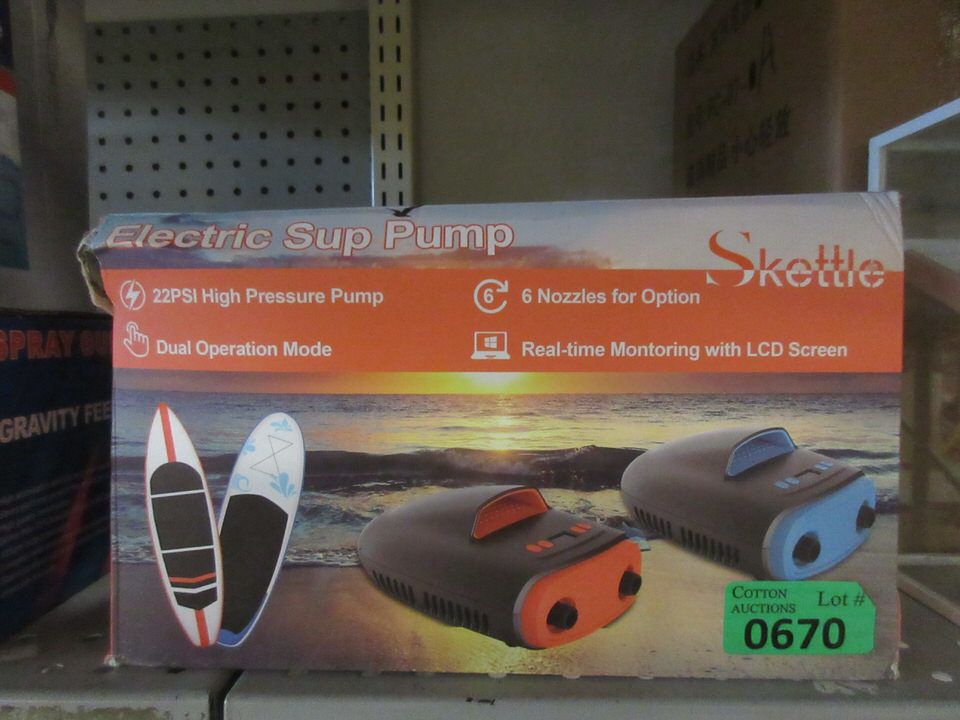 Electric Sup Pump
Skettle
22PSI High Pressure Pump
6
6 Nozzles for Option
Dual Operation Mode
Real-time Montoring with LCD Screen
COTTON
AUCTIONS
Lot #
0670
SPRAY GU
GRAVITY FEE